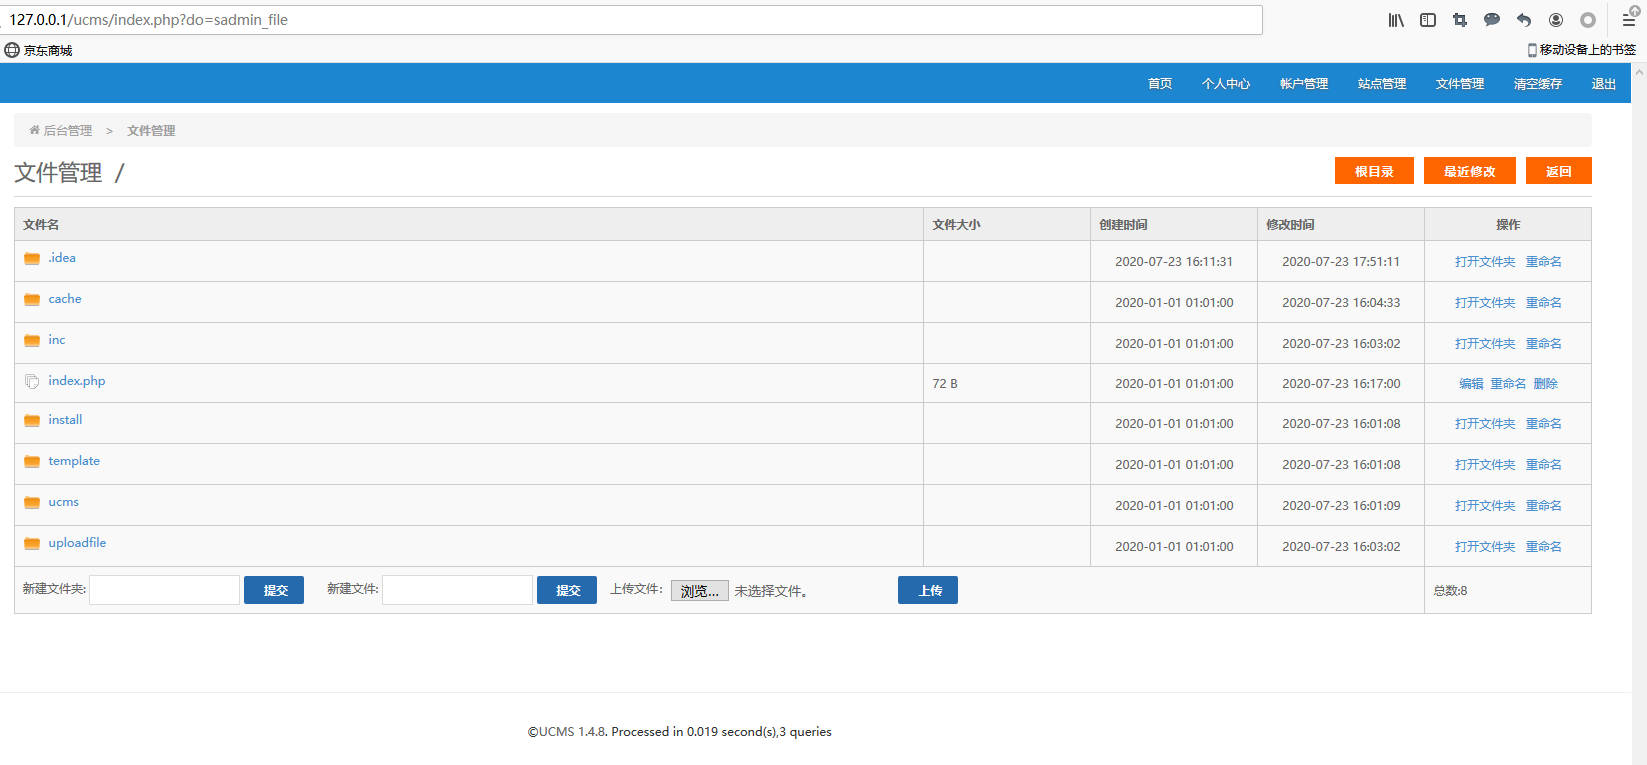 127.0.0.1/ucms/index.php?do=sadmin_file
京东商城 移动设备上的书签
首页 个人中心 帐户管理 站点管理 文件管理 清空缓存 退出
后台管理 > 文件管理
文件管理 / 根目录 最近修改 返回
文件名 文件大小 创建时间 修改时间 操作
.idea 2020-07-23 16:11:31 2020-07-23 17:51:11 打开文件夹 重命名
cache 2020-01-01 01:01:00 2020-07-23 16:04:33 打开文件夹 重命名
inc 2020-01-01 01:01:00 2020-07-23 16:03:02 打开文件夹 重命名
index.php 72 B 2020-01-01 01:01:00 2020-07-23 16:17:00 编辑 重命名 删除
install 2020-01-01 01:01:00 2020-07-23 16:01:08 打开文件夹 重命名
template 2020-01-01 01:01:00 2020-07-23 16:01:08 打开文件夹 重命名
ucms 2020-01-01 01:01:00 2020-07-23 16:01:09 打开文件夹 重命名
uploadfile 2020-01-01 01:01:00 2020-07-23 16:03:02 打开文件夹 重命名
新建文件夹: 提交 新建文件: 提交 上传文件: 浏览... 未选择文件。 上传 总数:8
©UCMS 1.4.8. Processed in 0.019 second(s),3 queries